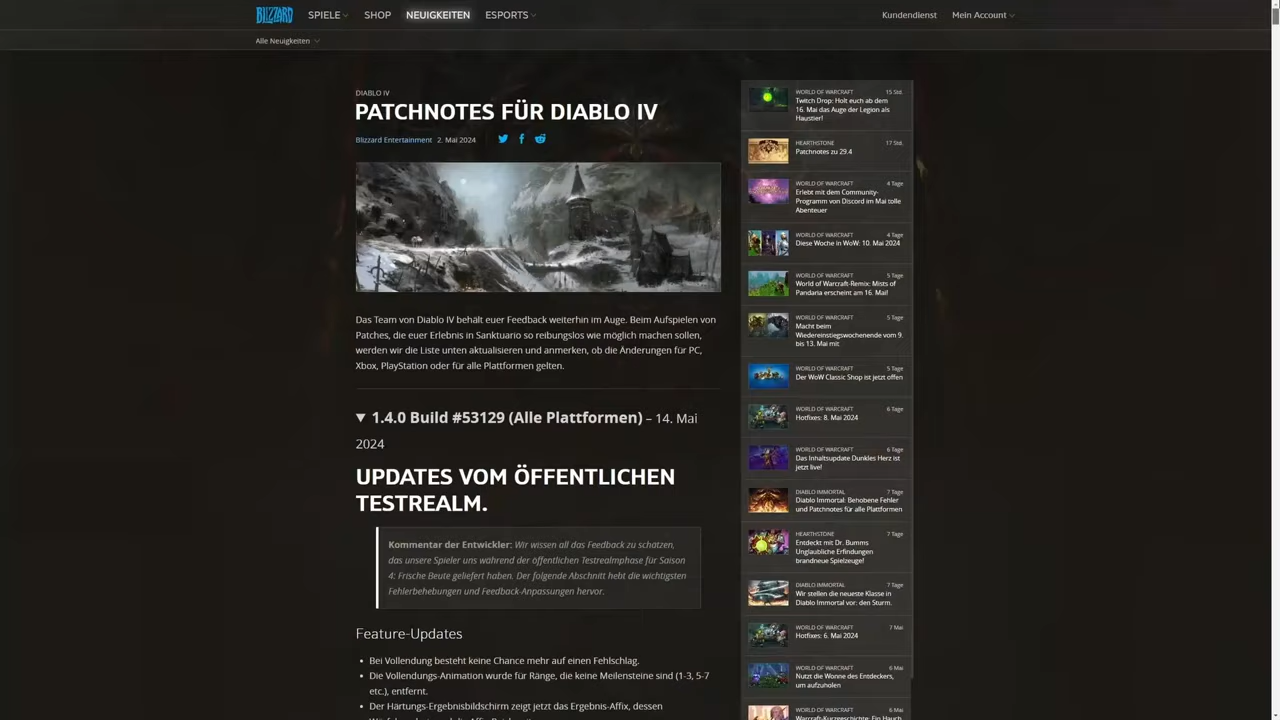 BLIZZARD SPIELE SHOP NEUIGKEITEN ESPORTS Kundendienst Mein Account
Alle Neuigkeiten
DIABLO IV
PATCHNOTES FÜR DIABLO IV
Blizzard Entertainment 2. Mai 2024
Das Team von Diablo IV behält euer Feedback weiterhin im Auge. Beim Aufspielen von
Patches, die euer Erlebnis in Sanktuario so reibungslos wie möglich machen sollen,
werden wir die Liste unten aktualisieren und anmerken, ob die Änderungen für PC,
Xbox, PlayStation oder für alle Plattformen gelten.
1.4.0 Build #53129 (Alle Plattformen) – 14. Mai
2024
UPDATES VOM ÖFFENTLICHEN
TESTREALM.
Kommentar der Entwickler: Wir wissen all das Feedback zu schätzen,
das unsere Spieler uns während der öffentlichen Testrealmphase für Saison
4: Frische Beute geliefert haben. Der folgende Abschnitt hebt die wichtigsten
Fehlerbehebungen und Feedback-Anpassungen hervor.
Feature-Updates
Bei Vollendung besteht keine Chance mehr auf einen Fehlschlag.
Die Vollendungs-Animation wurde für Ränge, die keine Meilensteine sind (1-3, 5-7
etc.), entfernt.
Der Härtungs-Ergebnisbildschirm zeigt jetzt das Ergebnis-Affix, dessen
WORLD OF WARCRAFT 15 Std.
Twitch Drop: Holt euch ab dem
16. Mai das Auge der Legion als
Haustier!
HEARTHSTONE 17 Std.
Patchnotes zu 29.4
WORLD OF WARCRAFT 4 Tage
Erlebt mit dem Community-
Programm von Discord im Mai tolle
Abenteuer
WORLD OF WARCRAFT 4 Tage
Diese Woche in WoW: 10. Mai 2024
WORLD OF WARCRAFT 5 Tage
World of Warcraft-Remix: Mists of
Pandaria erscheint am 16. Mai!
WORLD OF WARCRAFT 5 Tage
Macht beim
Wiedereinstiegswochenende vom 9.
bis 13. Mai mit
WORLD OF WARCRAFT 5 Tage
Der WoW Classic Shop ist jetzt offen
WORLD OF WARCRAFT 6 Tage
Hotfixes: 8. Mai 2024
WORLD OF WARCRAFT 6 Tage
Das Inhaltsupdate Dunkles Herz ist
jetzt live!
DIABLO IMMORTAL 7 Tage
Diablo Immortal: Behobene Fehler
und Patchnotes für alle Plattformen
HEARTHSTONE 7 Tage
Entdeckt mit Dr. Bumms
Unglaubliche Erfindungen
brandneue Spielzeuge!
DIABLO IMMORTAL 7 Tage
Wir stellen die neueste Klasse in
Diablo Immortal vor: den Sturm.
WORLD OF WARCRAFT 7 Mai
Hotfixes: 6. Mai 2024
WORLD OF WARCRAFT 6 Mai
Nutzt die Wonne des Entdeckers,
um aufzuholen
WORLD OF WARCRAFT 6 Mai
Warcraft-Kurzgeschichte: Ein Hauch